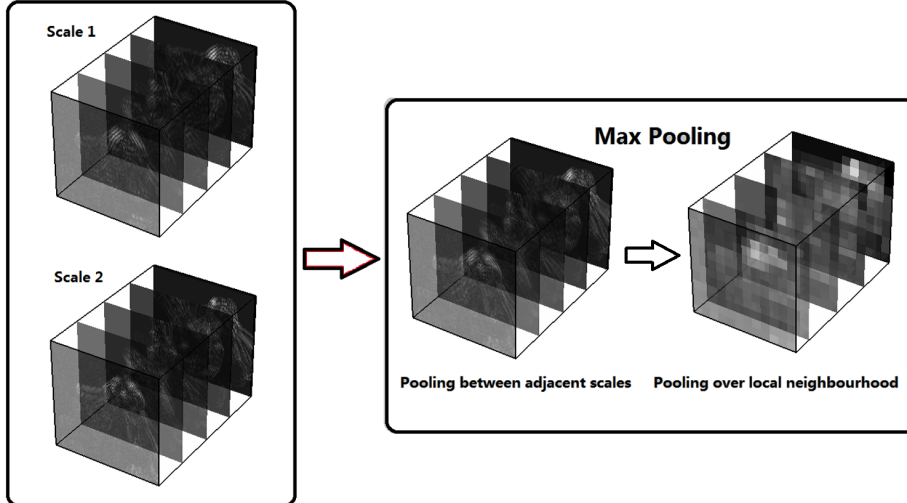 Scale 1
Scale 2
Max Pooling
Pooling between adjacent scales
Pooling over local neighbourhood